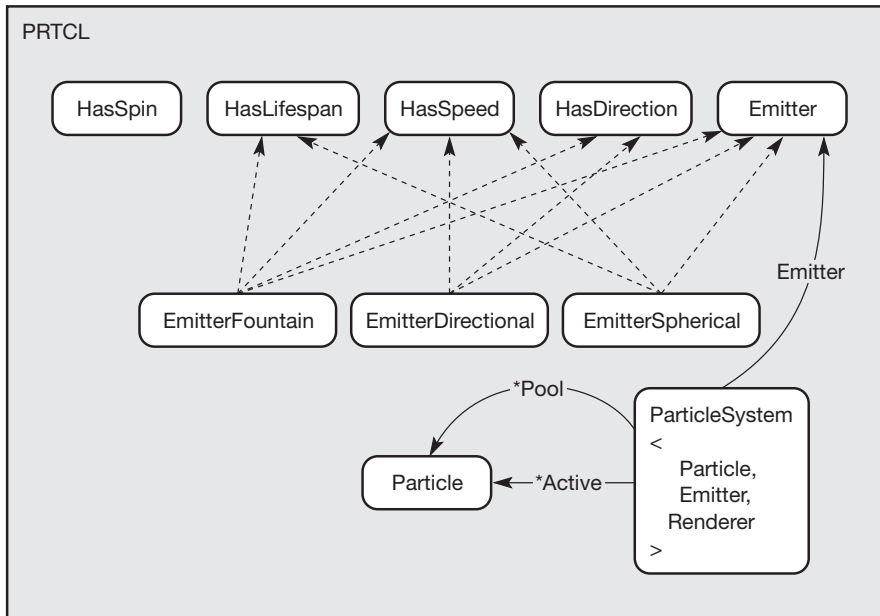 PRTCL
HasSpin
HasLifespan
HasSpeed
HasDirection
Emitter
Emitter
EmitterFountain
EmitterDirectional
EmitterSpherical
*Pool
ParticleSystem
<
Particle,
Emitter,
Renderer
>
Particle
*Active